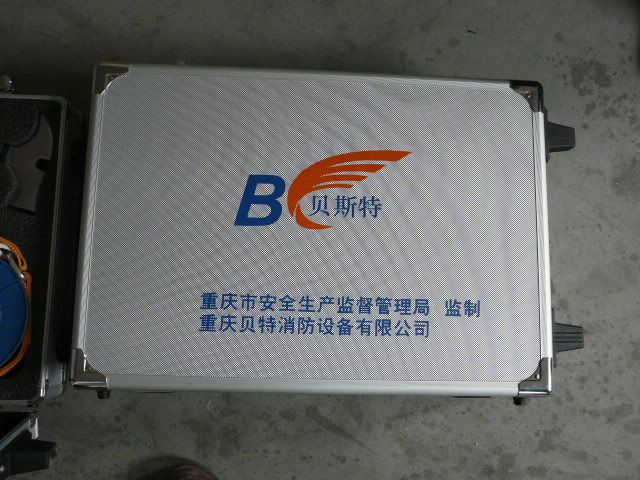 B 贝斯特
重庆市安全生产监督管理局 监制
重庆贝特消防设备有限公司